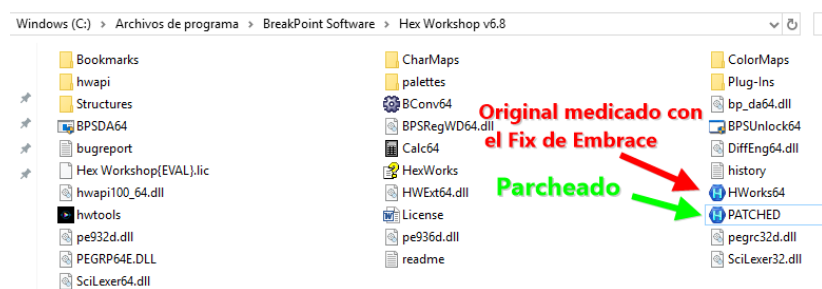 Windows (C:) > Archivos de programa > BreakPoint Software > Hex Workshop v6.8
Bookmarks
hwapi
Structures
BPSDA64
bugreport
Hex Workshop{EVAL}.lic
hwapi100_64.dll
hwtools
pe932d.dll
PEGRP64E.DLL
SciLexer64.dll
CharMaps
palettes
BConv64
BPSRegWD64.dll
Calc64
HexWorks
HWExt64.dll
License
pe936d.dll
readme
Original medicado con
el Fix de Embrace
Parcheado
ColorMaps
Plug-Ins
bp_da64.dll
BPSUnlock64
DiffEng64.dll
history
HWorks64
PATCHED
pegrc32d.dll
SciLexer32.dll